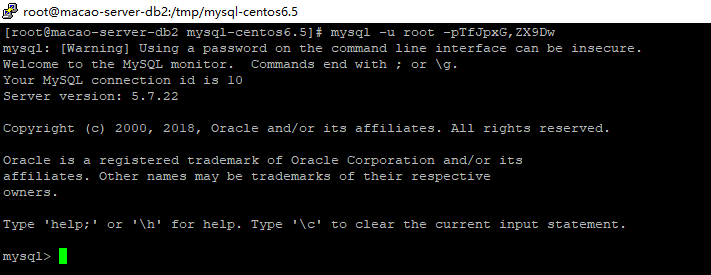 root@macao-server-db2:/tmp/mysql-centos6.5
[root@macao-server-db2 mysql-centos6.5]# mysql -u root -pTfJpxG,ZX9Dw
mysql: [Warning] Using a password on the command line interface can be insecure.
Welcome to the MySQL monitor.  Commands end with ; or \g.
Your MySQL connection id is 10
Server version: 5.7.22

Copyright (c) 2000, 2018, Oracle and/or its affiliates. All rights reserved.

Oracle is a registered trademark of Oracle Corporation and/or its
affiliates. Other names may be trademarks of their respective
owners.

Type 'help;' or '\h' for help. Type '\c' to clear the current input statement.

mysql>